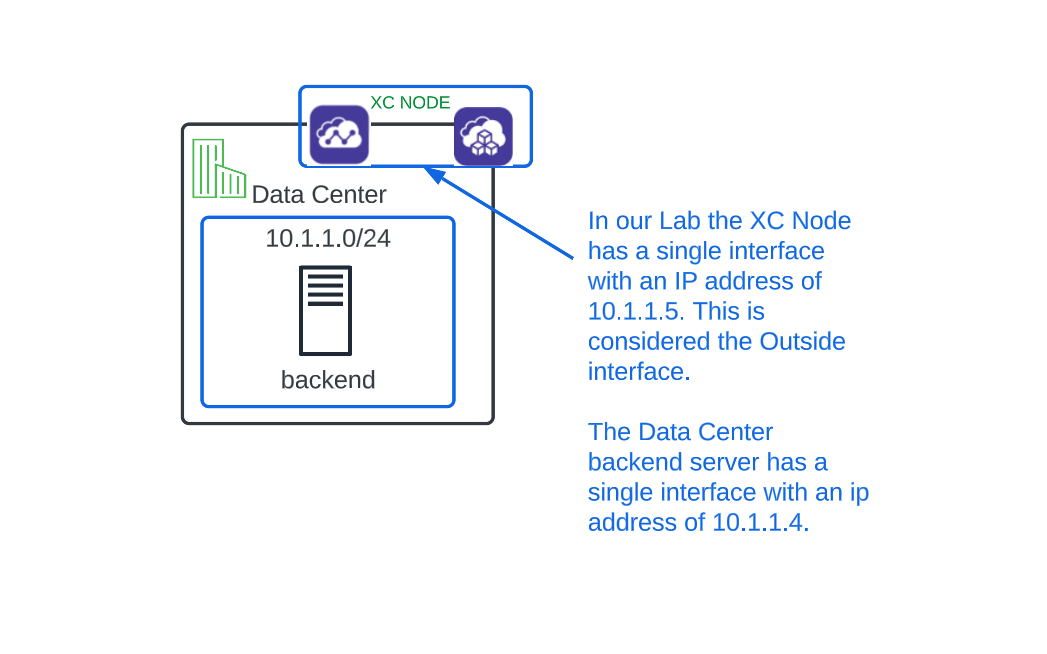 XC NODE
Data Center
10.1.1.0/24
backend
In our Lab the XC Node
has a single interface
with an IP address of
10.1.1.5. This is
considered the Outside
interface.
The Data Center
backend server has a
single interface with an ip
address of 10.1.1.4.